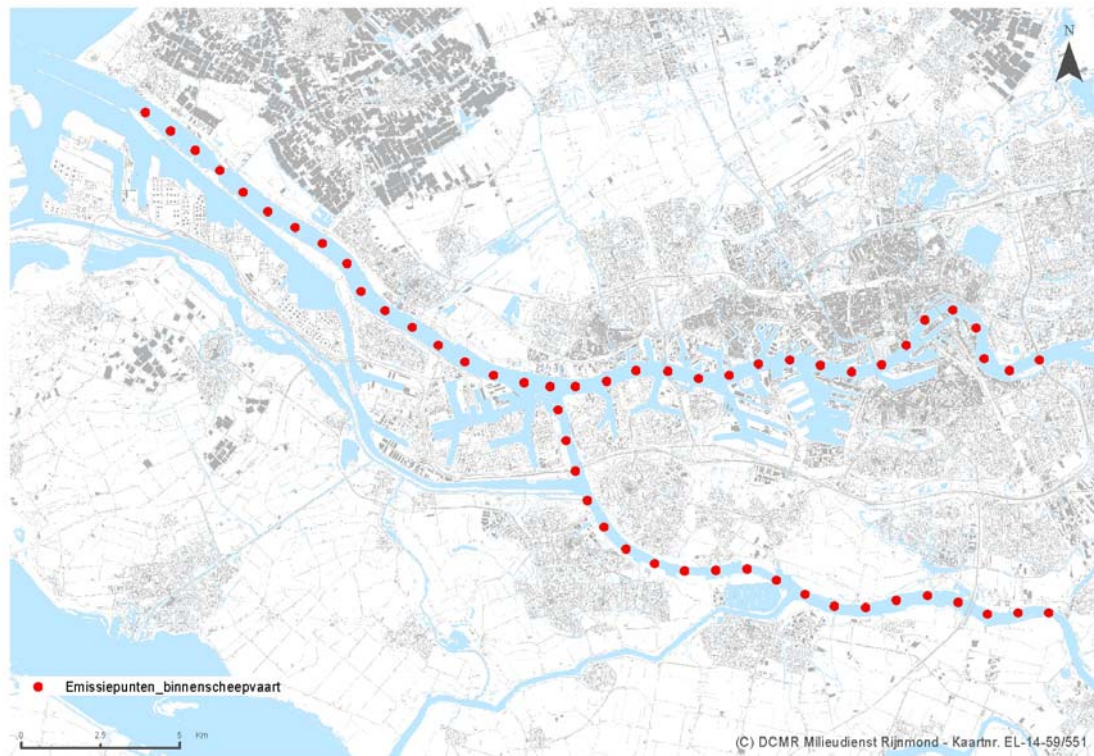 N
Emissiepunten_binnenscheepvaart
0 2.5 5 Km
(C) DCMR Milieudienst Rijnmond - Kaartnr. EL-14-59/551